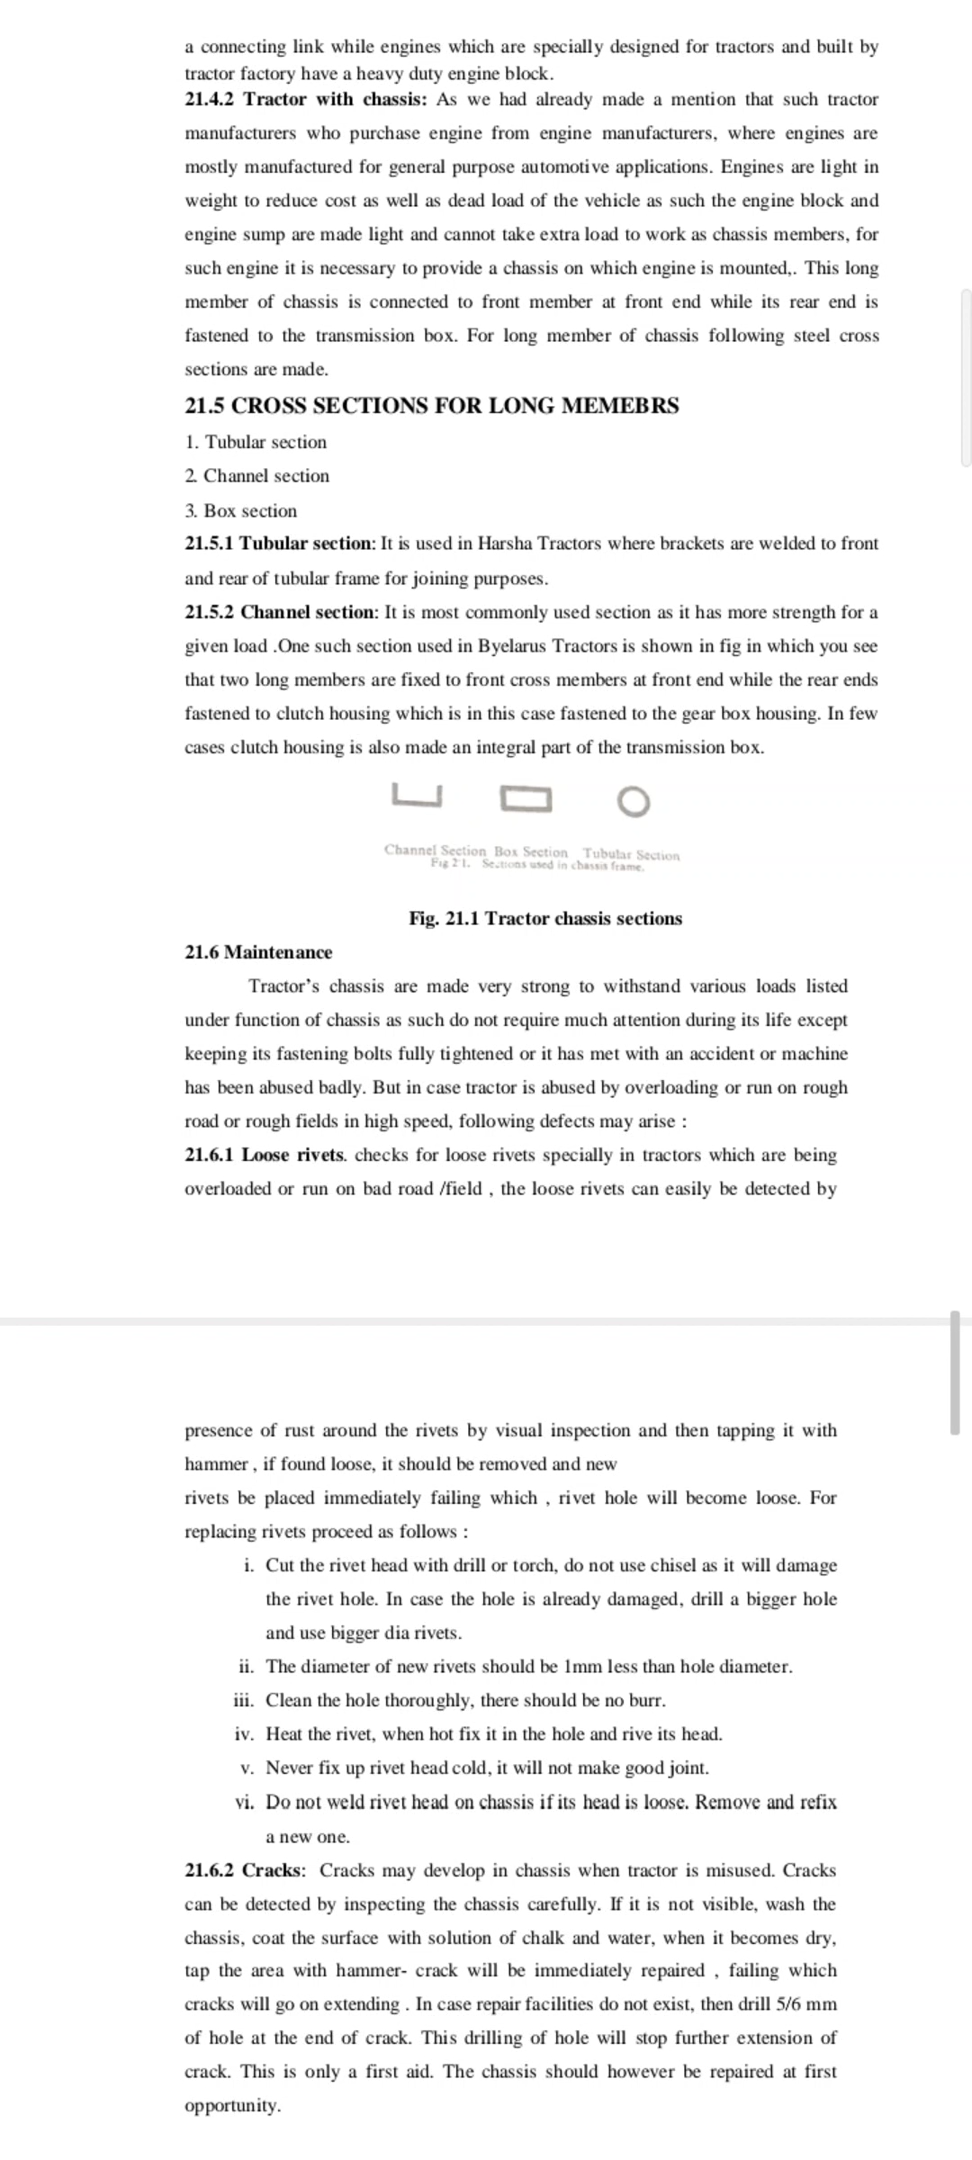 a connecting link while engines which are specially designed for tractors and built by
tractor factory have a heavy duty engine block.
21.4.2 Tractor with chassis: As we had already made a mention that such tractor
manufacturers who purchase engine from engine manufacturers, where engines are
mostly manufactured for general purpose automotive applications. Engines are light in
weight to reduce cost as well as dead load of the vehicle as such the engine block and
engine sump are made light and cannot take extra load to work as chassis members, for
such engine it is necessary to provide a chassis on which engine is mounted,. This long
member of chassis is connected to front member at front end while its rear end is
fastened to the transmission box. For long member of chassis following steel cross
sections are made.
21.5 CROSS SECTIONS FOR LONG MEMEBRS
1. Tubular section
2. Channel section
3. Box section
21.5.1 Tubular section: It is used in Harsha Tractors where brackets are welded to front
and rear of tubular frame for joining purposes.
21.5.2 Channel section: It is most commonly used section as it has more strength for a
given load .One such section used in Byelarus Tractors is shown in fig in which you see
that two long members are fixed to front cross members at front end while the rear ends
fastened to clutch housing which is in this case fastened to the gear box housing. In few
cases clutch housing is also made an integral part of the transmission box.
Channel Section Box Section Tubular Section
Fig 2'1. Sections used in chassis frame.
Fig. 21.1 Tractor chassis sections
21.6 Maintenance
Tractor's chassis are made very strong to withstand various loads listed
under function of chassis as such do not require much attention during its life except
keeping its fastening bolts fully tightened or it has met with an accident or machine
has been abused badly. But in case tractor is abused by overloading or run on rough
road or rough fields in high speed, following defects may arise :
21.6.1 Loose rivets. checks for loose rivets specially in tractors which are being
overloaded or run on bad road /field , the loose rivets can easily be detected by
presence of rust around the rivets by visual inspection and then tapping it with
hammer , if found loose, it should be removed and new
rivets be placed immediately failing which , rivet hole will become loose. For
replacing rivets proceed as follows :
i. Cut the rivet head with drill or torch, do not use chisel as it will damage
the rivet hole. In case the hole is already damaged, drill a bigger hole
and use bigger dia rivets.
ii. The diameter of new rivets should be 1mm less than hole diameter.
iii. Clean the hole thoroughly, there should be no burr.
iv. Heat the rivet, when hot fix it in the hole and rive its head.
v. Never fix up rivet head cold, it will not make good joint.
vi. Do not weld rivet head on chassis if its head is loose. Remove and refix
a new one.
21.6.2 Cracks: Cracks may develop in chassis when tractor is misused. Cracks
can be detected by inspecting the chassis carefully. If it is not visible, wash the
chassis, coat the surface with solution of chalk and water, when it becomes dry,
tap the area with hammer- crack will be immediately repaired , failing which
cracks will go on extending . In case repair facilities do not exist, then drill 5/6 mm
of hole at the end of crack. This drilling of hole will stop further extension of
crack. This is only a first aid. The chassis should however be repaired at first
opportunity.